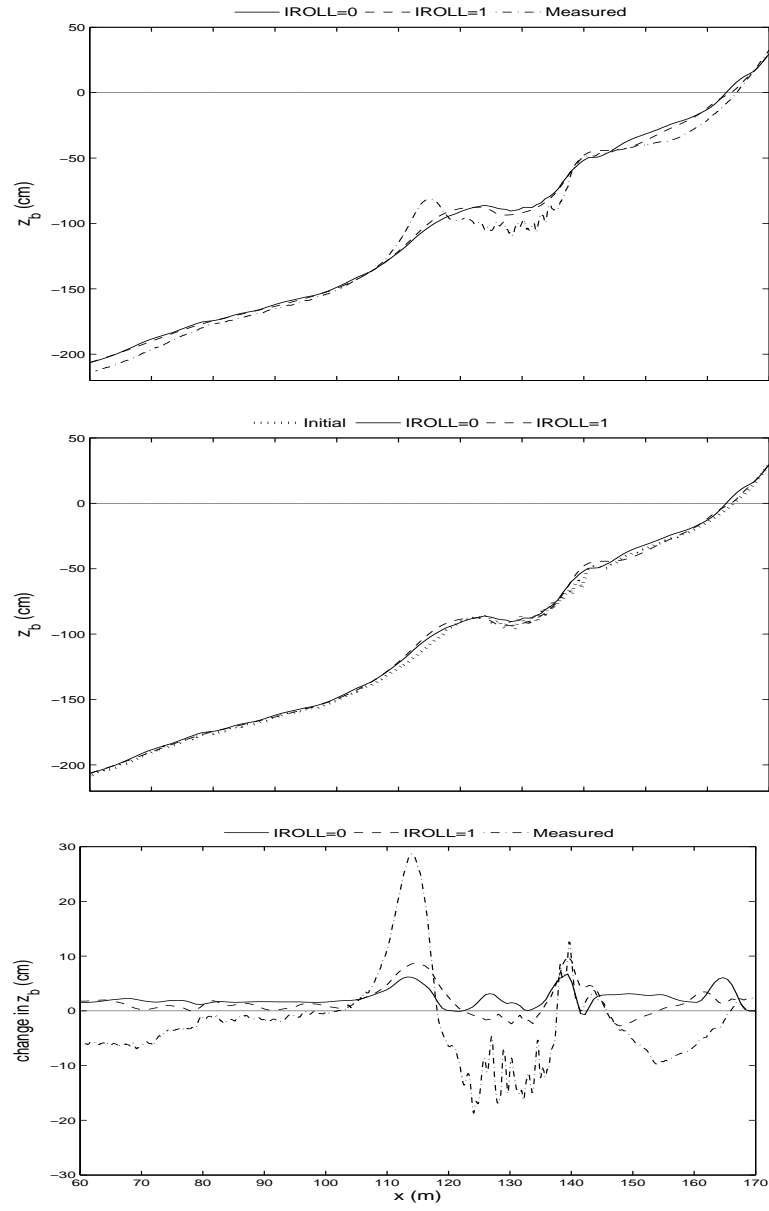 IROLL=0 IROLL=1 Measured
50
0
−50
−100
−150
−200
z_b (cm)
Initial IROLL=0 IROLL=1
50
0
−50
−100
−150
−200
z_b (cm)
IROLL=0 IROLL=1 Measured
30
20
10
0
−10
−20
−30
change in z_b (cm)
60 70 80 90 100 110 120 130 140 150 160 170
x (m)